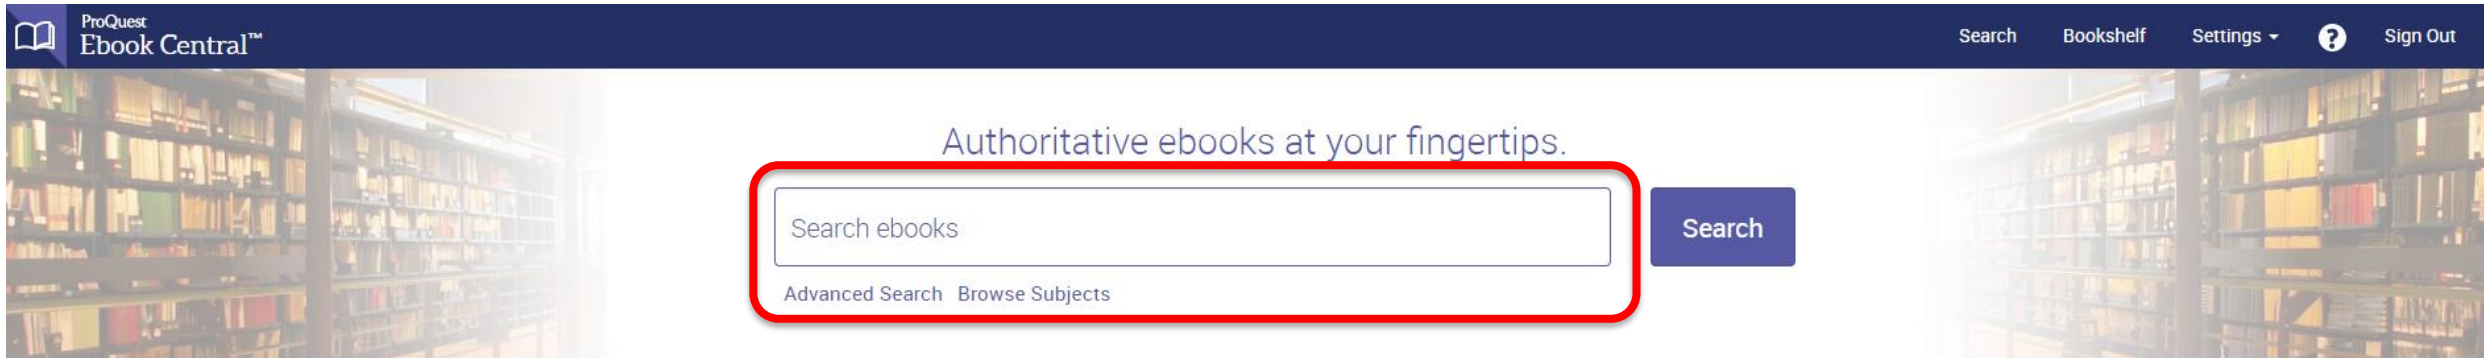 ProQuest
Ebook Central™
Search Bookshelf Settings ? Sign Out
Authoritative ebooks at your fingertips.
Search ebooks
Search
Advanced Search Browse Subjects